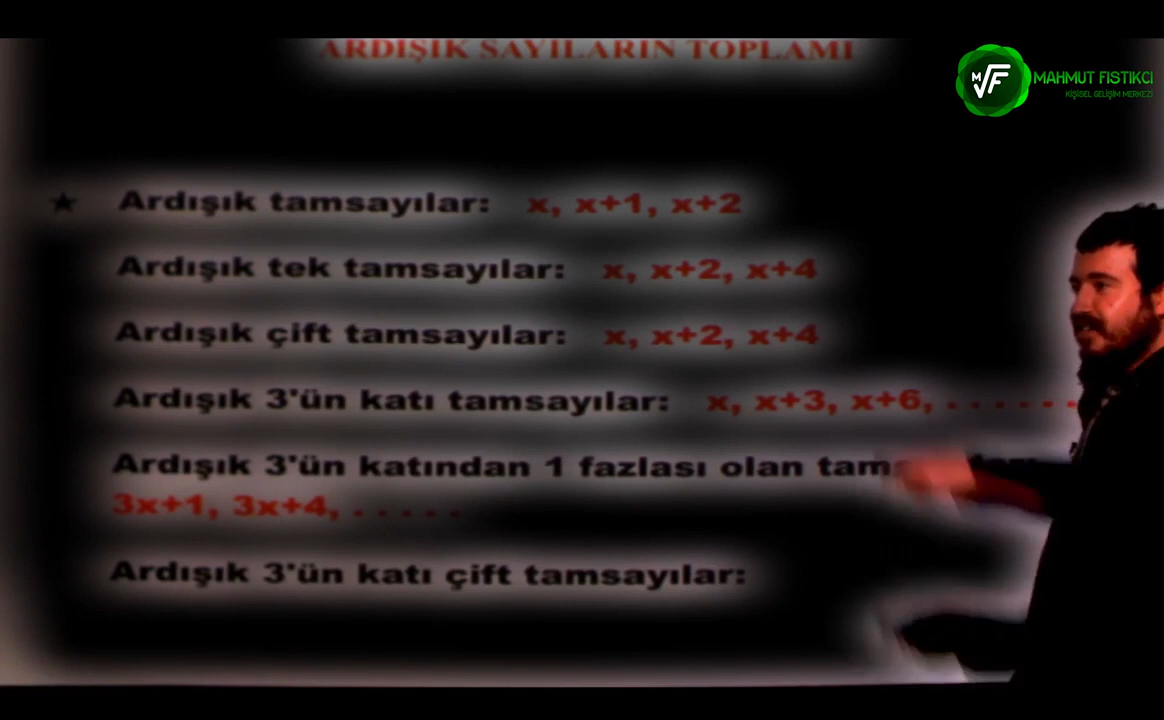 ARDIŞIK SAYILARIN TOPLAMI
MAHMUT FISTIKCI
KİŞİSEL GELİŞİM MERKEZİ
M√F
★ Ardışık tamsayılar: x, x+1, x+2
Ardışık tek tamsayılar: x, x+2, x+4
Ardışık çift tamsayılar: x, x+2, x+4
Ardışık 3'ün katı tamsayılar: x, x+3, x+6, . . . . . .
Ardışık 3'ün katından 1 fazlası olan
3x+1, 3x+4, . . . . .
Ardışık 3'ün katı çift tamsayılar: